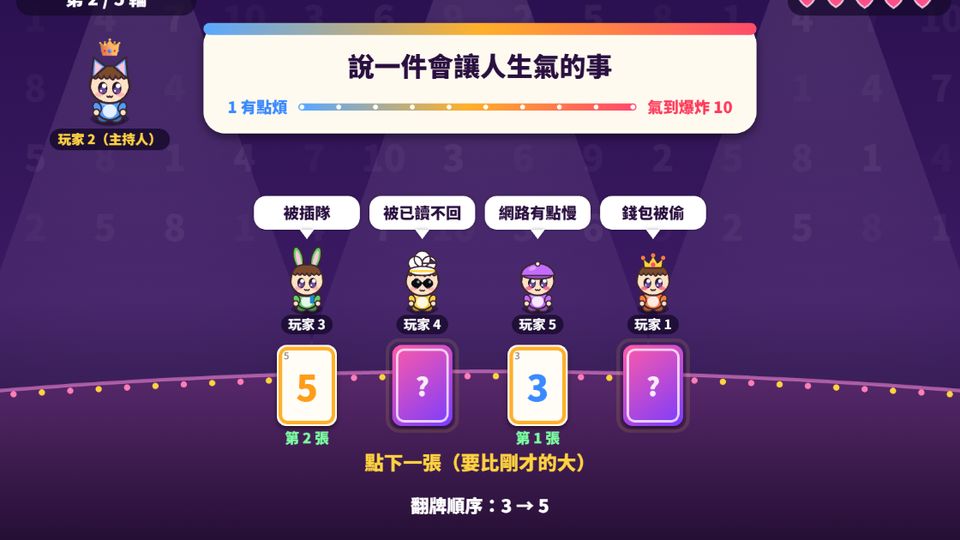 第 2 / 5 輪
說一件會讓人生氣的事
1 有點煩
氣到爆炸 10
玩家 2（主持人）
被插隊
被已讀不回
網路有點慢
錢包被偷
玩家 3
玩家 4
玩家 5
玩家 1
5
5
?
3
3
?
第 2 張
第 1 張
點下一張（要比剛才的大）
翻牌順序：3 → 5